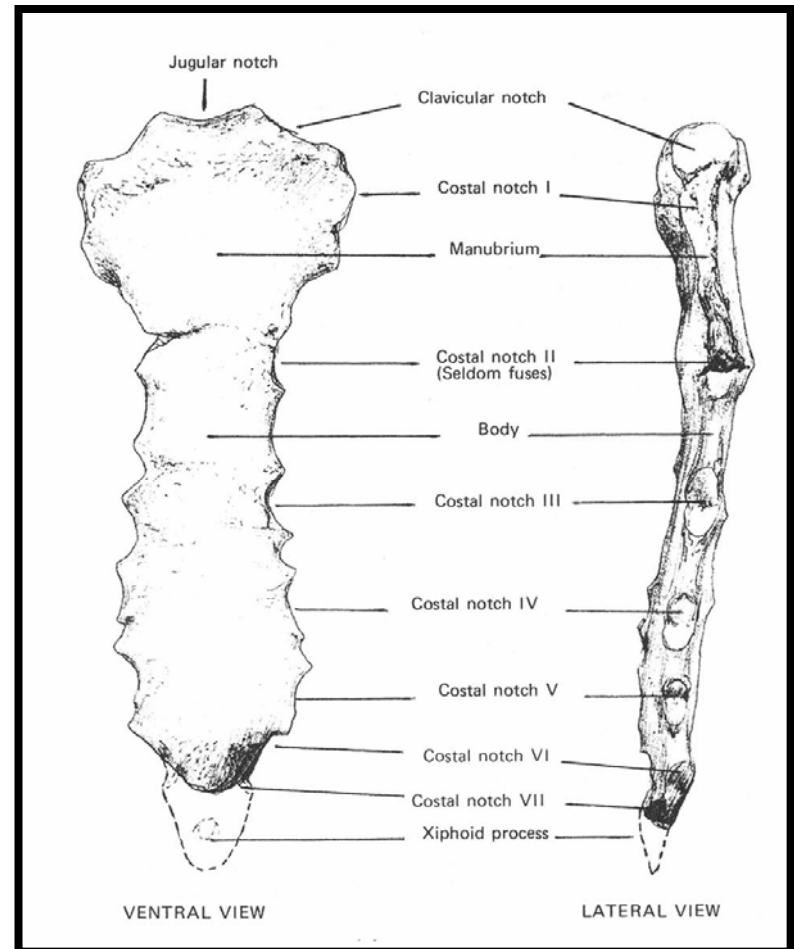 Jugular notch
Clavicular notch
Costal notch I
Manubrium
Costal notch II
(Seldom fuses)
Body
Costal notch III
Costal notch IV
Costal notch V
Costal notch VI
Costal notch VII
Xiphoid process
VENTRAL VIEW
LATERAL VIEW